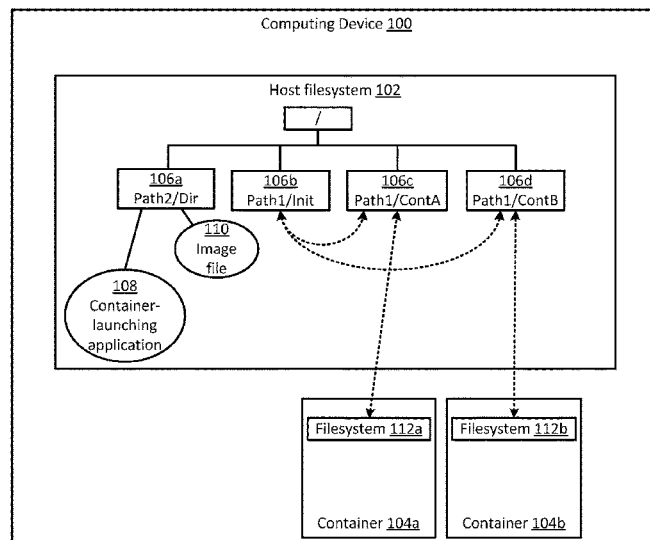 Computing Device 100
Host filesystem 102
/
106a
Path2/Dir
106b
Path1/Init
106c
Path1/ContA
106d
Path1/ContB
110
Image
file
108
Container-
launching
application
Filesystem 112a
Filesystem 112b
Container 104a
Container 104b